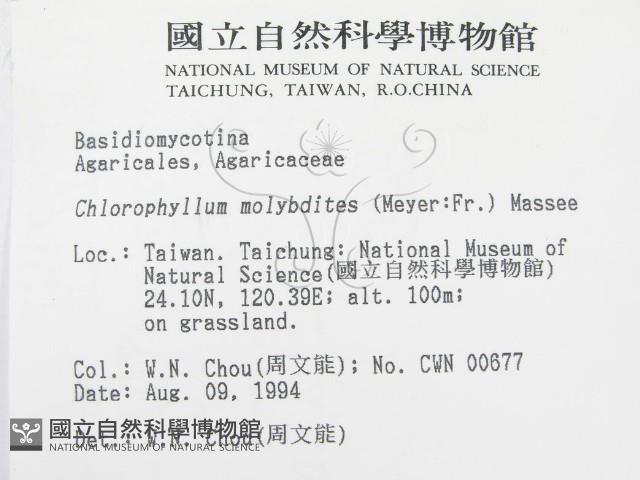 國立自然科學博物館
NATIONAL MUSEUM OF NATURAL SCIENCE
TAICHUNG, TAIWAN, R.O.CHINA
Basidiomycotina
Agaricales, Agaricaceae
Chlorophyllum molybdites (Meyer:Fr.) Massee
Loc.: Taiwan. Taichung: National Museum of
Natural Science(國立自然科學博物館)
24.10N, 120.39E; alt. 100m;
on grassland.
Col.: W.N. Chou(周文能); No. CWN 00677
Date: Aug. 09, 1994
Det.: W.N. Chou(周文能)
國立自然科學博物館
NATIONAL MUSEUM OF NATURAL SCIENCE